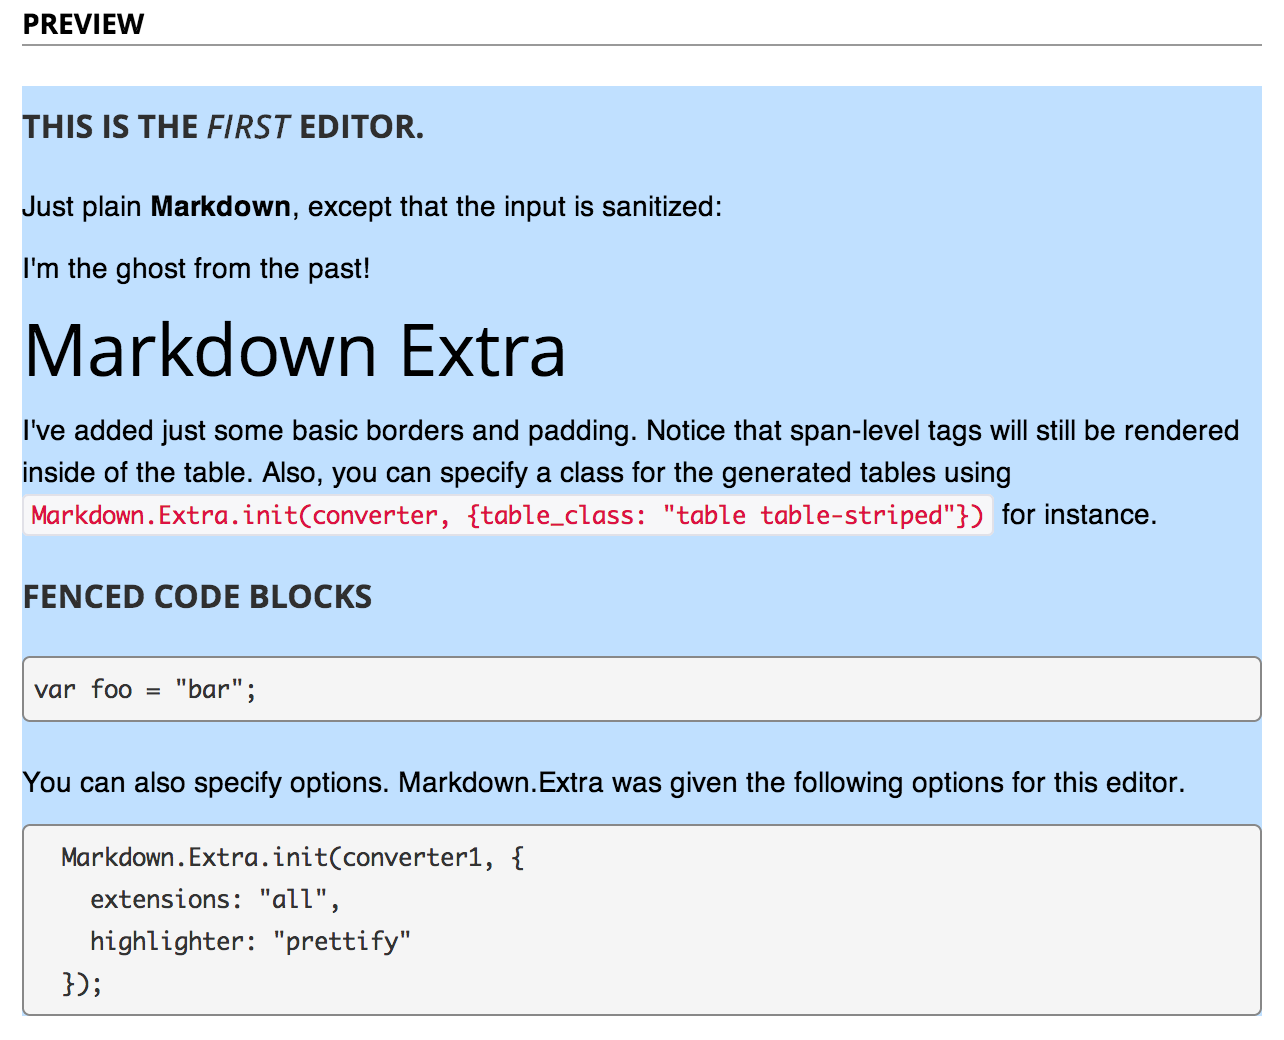 PREVIEW
THIS IS THE FIRST EDITOR.
Just plain Markdown, except that the input is sanitized:
I'm the ghost from the past!
Markdown Extra
I've added just some basic borders and padding. Notice that span-level tags will still be rendered
inside of the table. Also, you can specify a class for the generated tables using
Markdown.Extra.init(converter, {table_class: "table table-striped"}) for instance.
FENCED CODE BLOCKS
var foo = "bar";
You can also specify options. Markdown.Extra was given the following options for this editor.
Markdown.Extra.init(converter1, {
extensions: "all",
highlighter: "prettify"
});